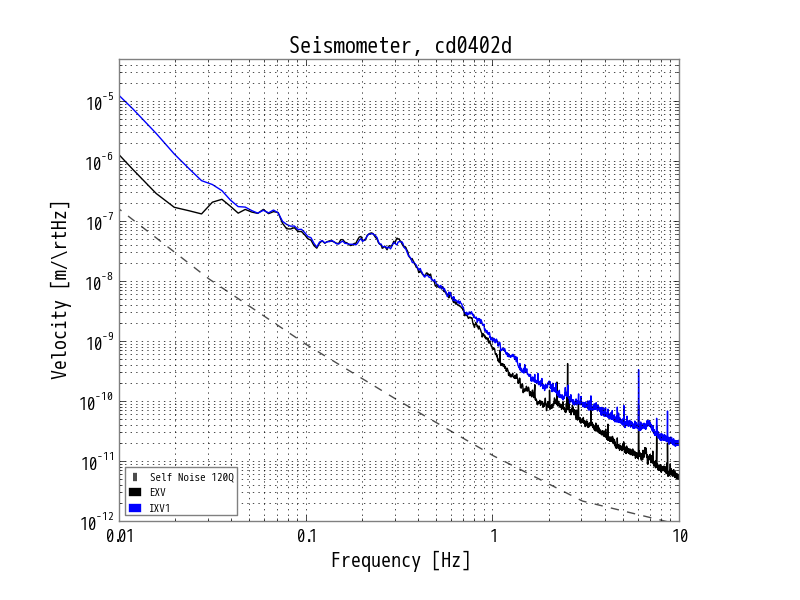 Seismometer, cd0402d
Velocity [m/\rtHz]
10^-5
10^-6
10^-7
10^-8
10^-9
10^-10
10^-11
10^-12
Self Noise 120Q
EXV
IXV1
0.01 0.1 1 10
Frequency [Hz]